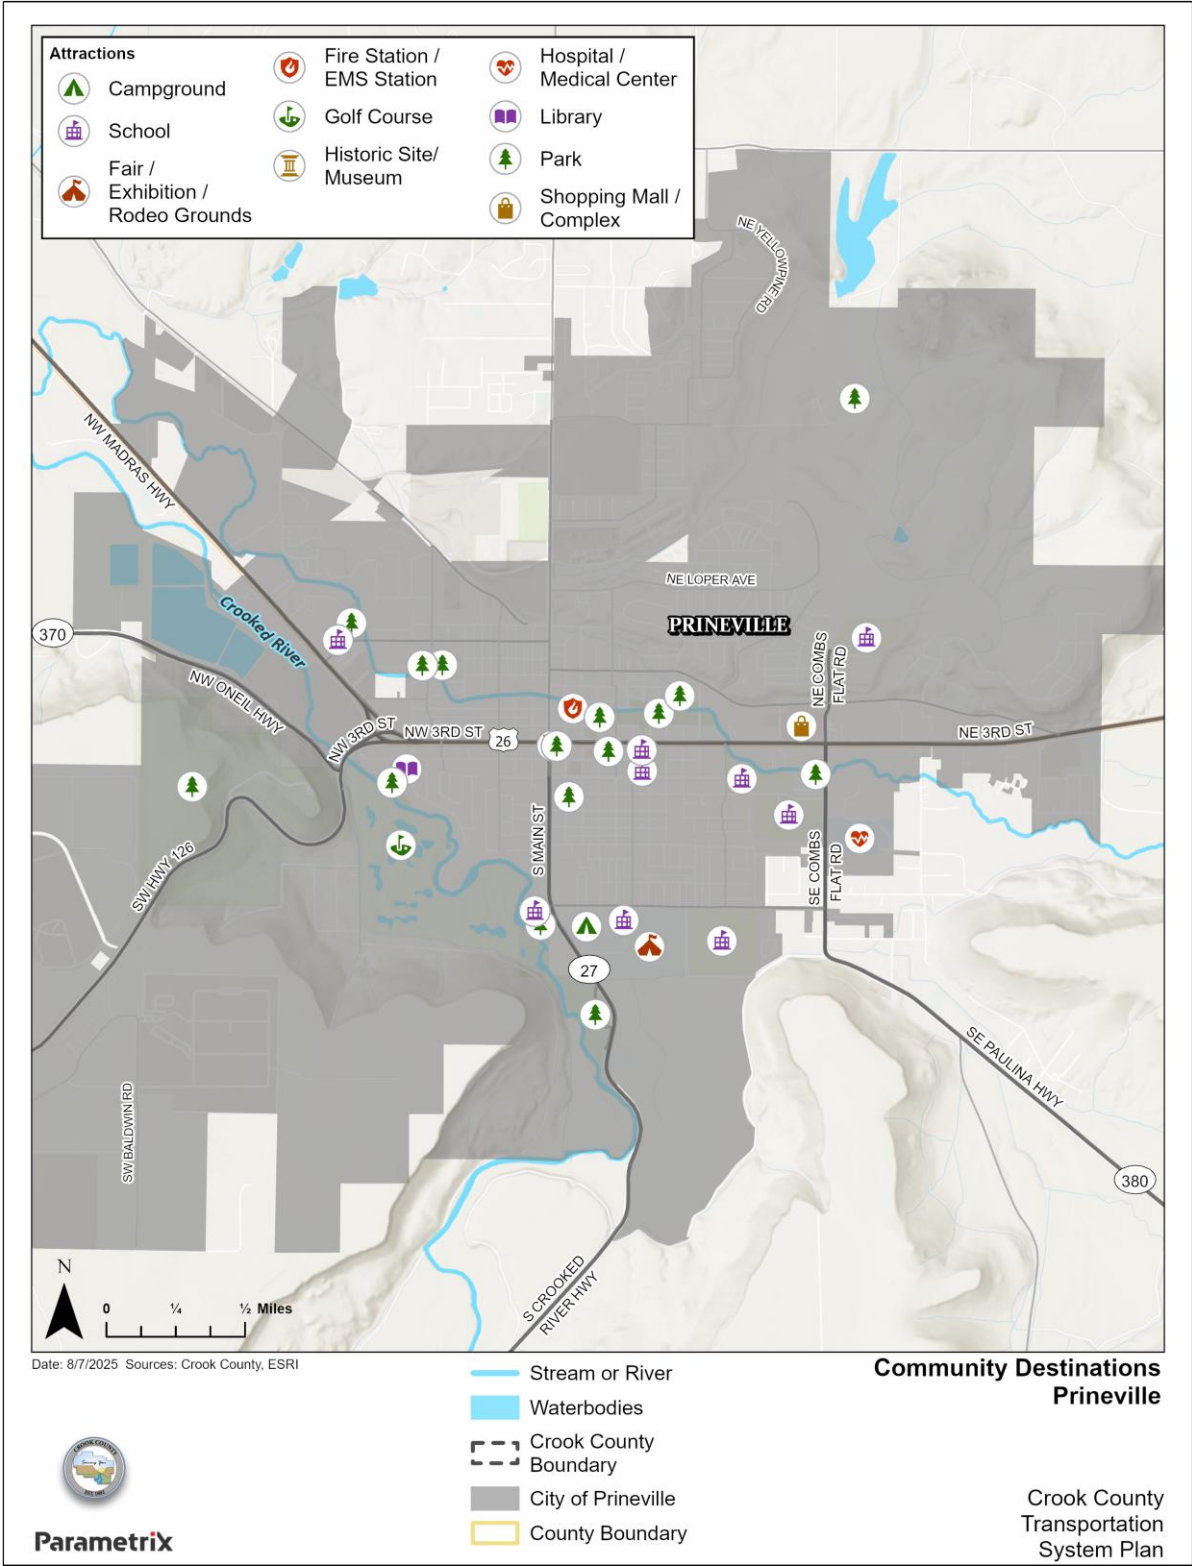 Attractions
Campground
School
Fair /
Exhibition /
Rodeo Grounds
Fire Station /
EMS Station
Golf Course
Historic Site/
Museum
Hospital /
Medical Center
Library
Park
Shopping Mall /
Complex
NE YELLOWPINE RD
NW MADRAS HWY
Crooked River
370
NW ONEIL HWY
NE LOPER AVE
PRINEVILLE
NE COMBS
FLAT RD
NW 3RD ST
NW 3RD ST
26
NE 3RD ST
S MAIN ST
SE COMBS
FLAT RD
SW HWY 126
27
SE PAULINA HWY
SW BALDWIN RD
380
S CROOKED
RIVER HWY
N
0 ¼ ½ Miles
Date: 8/7/2025 Sources: Crook County, ESRI
Stream or River
Waterbodies
Crook County
Boundary
City of Prineville
County Boundary
Community Destinations
Prineville
CROOK COUNTY
Parametrix
Crook County
Transportation
System Plan